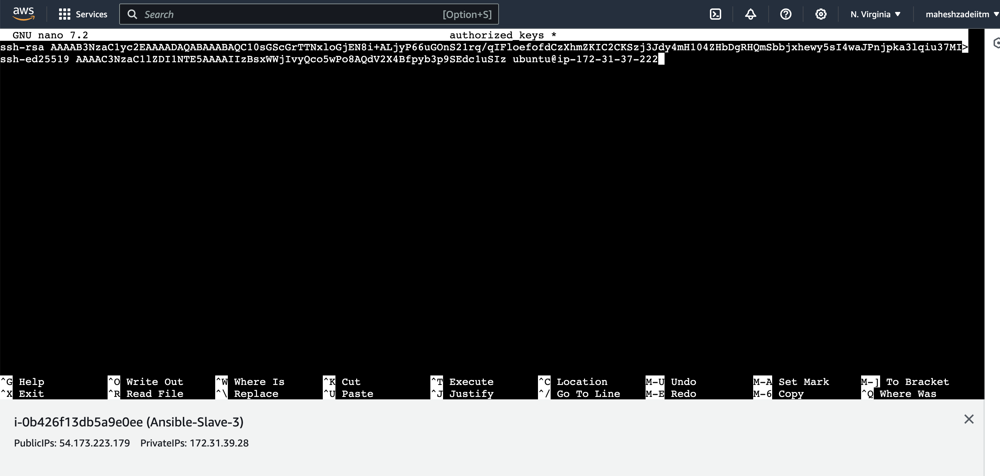 aws Services Search [Option+S] N. Virginia maheshzadeiitm
GNU nano 7.2 authorized_keys *
ssh-rsa AAAAB3NzaC1yc2EAAAADAQABAAABAQC10sGScGrTTNxloGjEN8i+ALjyP66uGOnS21rq/qIFloefofdCzXhmZKIC2CKSzj3Jdy4mH104ZHbDgRHQmSbbjxhewy5sI4waJPnjpka3lqiu37MI>
ssh-ed25519 AAAAC3NzaC1lZDI1NTE5AAAAIIzBsxWWjIvyQco5wPo8AQdV2X4Bfpyb3p9SEdc1uSIz ubuntu@ip-172-31-37-222
^G Help ^O Write Out ^W Where Is ^K Cut ^T Execute ^C Location M-U Undo M-A Set Mark M-] To Bracket
^X Exit ^R Read File ^\ Replace ^U Paste ^J Justify ^/ Go To Line M-E Redo M-6 Copy ^Q Where Was
i-0b426f13db5a9e0ee (Ansible-Slave-3)
PublicIPs: 54.173.223.179 PrivateIPs: 172.31.39.28